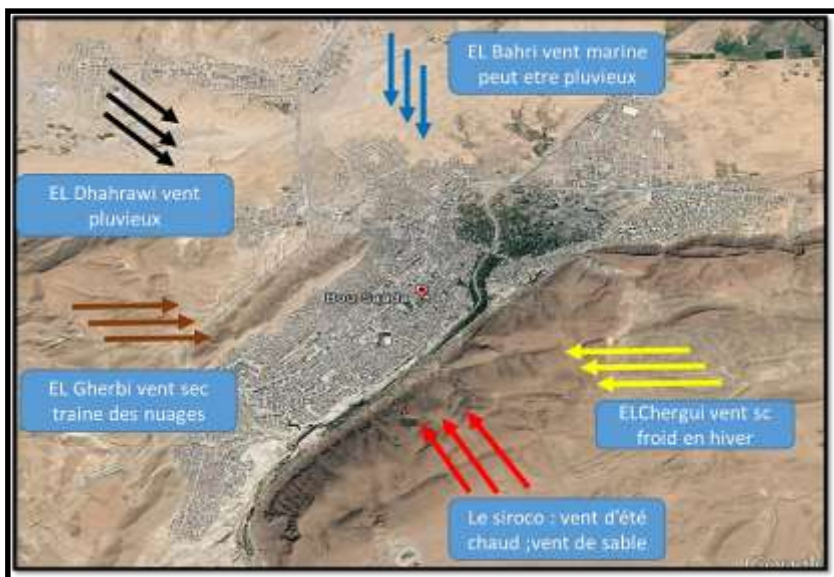 EL Bahri vent marine
peut etre pluvieux
EL Dhahrawi vent
pluvieux
Bou Saada
EL Gherbi vent sec
traine des nuages
ELChergui vent sc
froid en hiver
Le siroco : vent d'été
chaud ;vent de sable